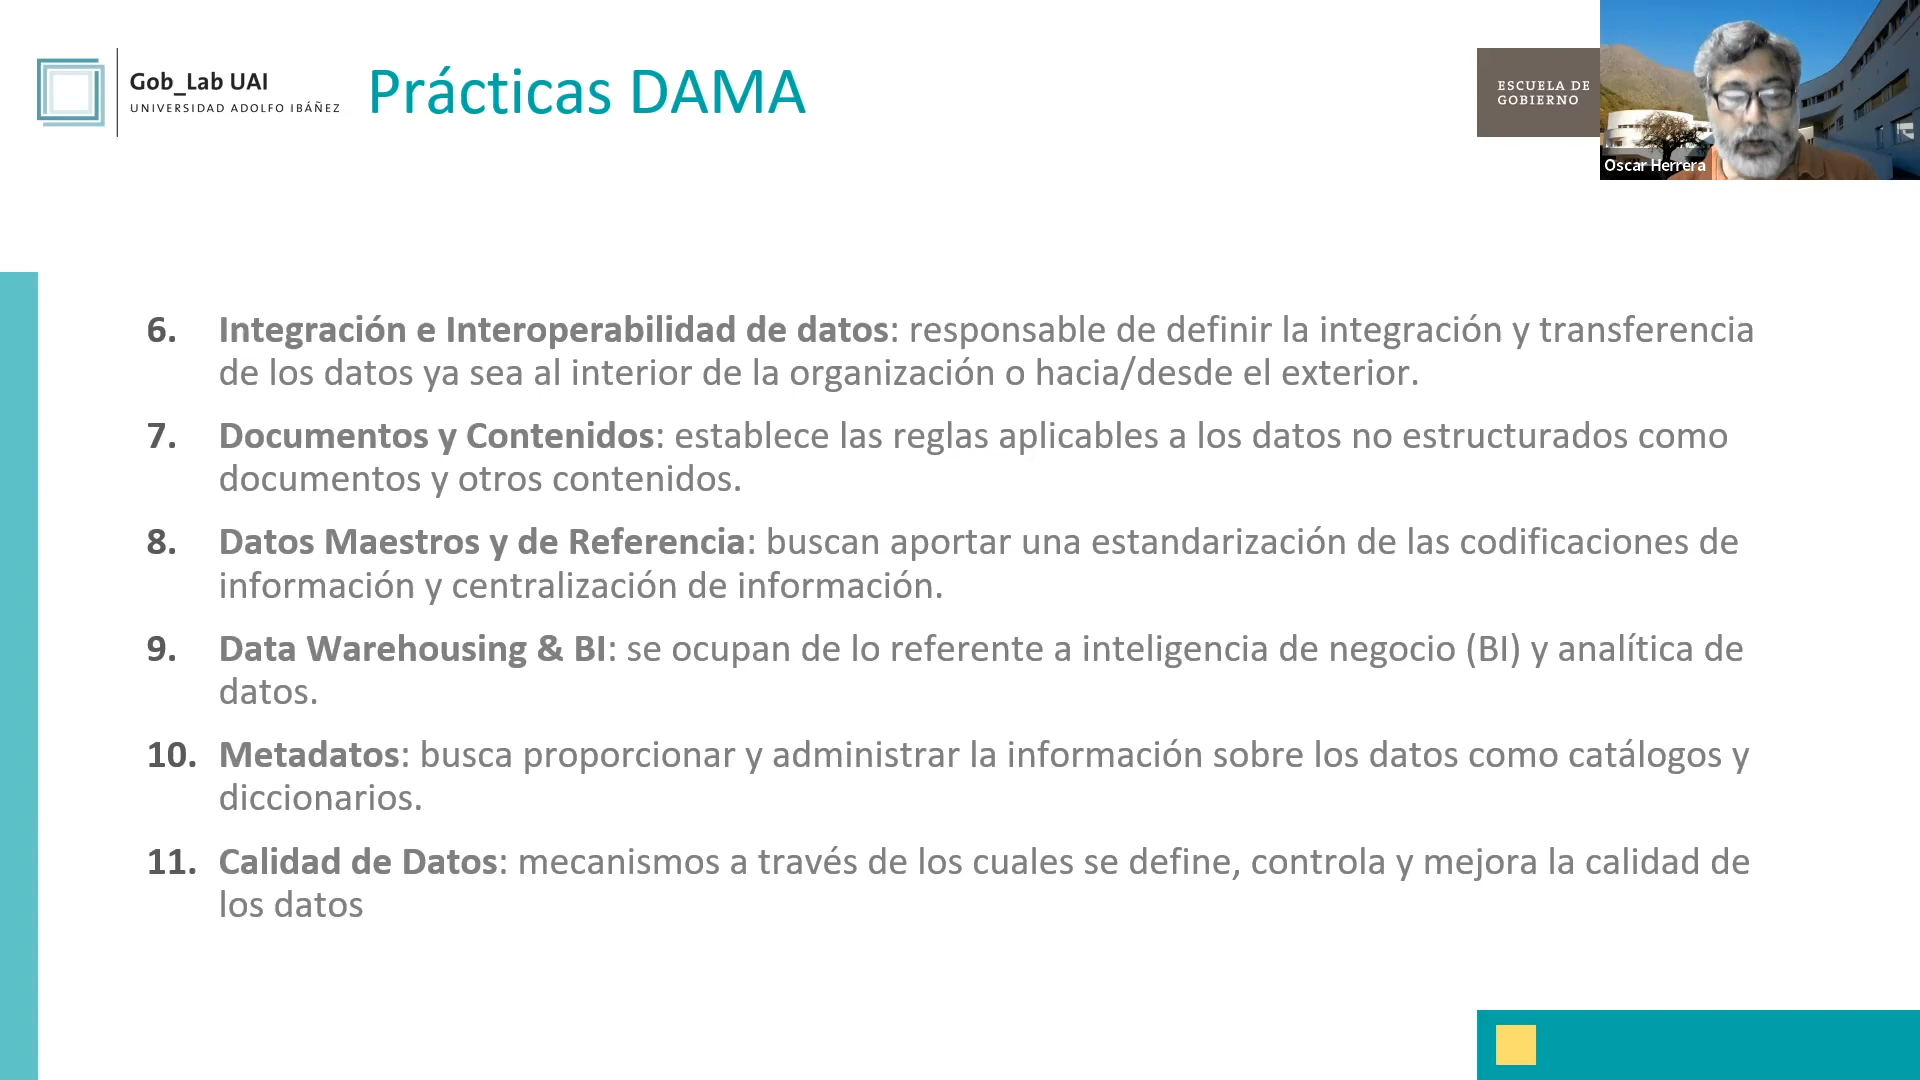 Gob_Lab UAI
UNIVERSIDAD ADOLFO IBÁÑEZ
Prácticas DAMA
ESCUELA DE
GOBIERNO
Oscar Herrera
6. Integración e Interoperabilidad de datos: responsable de definir la integración y transferencia
de los datos ya sea al interior de la organización o hacia/desde el exterior.
7. Documentos y Contenidos: establece las reglas aplicables a los datos no estructurados como
documentos y otros contenidos.
8. Datos Maestros y de Referencia: buscan aportar una estandarización de las codificaciones de
información y centralización de información.
9. Data Warehousing & BI: se ocupan de lo referente a inteligencia de negocio (BI) y analítica de
datos.
10. Metadatos: busca proporcionar y administrar la información sobre los datos como catálogos y
diccionarios.
11. Calidad de Datos: mecanismos a través de los cuales se define, controla y mejora la calidad de
los datos